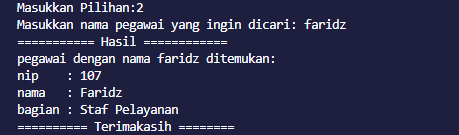 Masukkan Pilihan:2
Masukkan nama pegawai yang ingin dicari: faridz
=========== Hasil ============
pegawai dengan nama faridz ditemukan:
nip   : 107
nama   : Faridz
bagian : Staf Pelayanan
========== Terimakasih ========